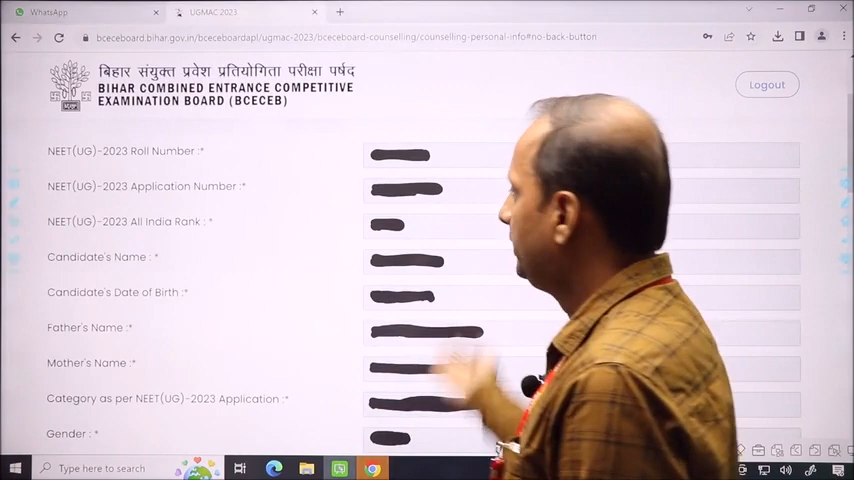 WhatsApp
UGMAC 2023
bceceboard.bihar.gov.in/bceceboardapl/ugmac-2023/bceceboard-counselling/counselling-personal-info#no-back-button
बिहार संयुक्त प्रवेश प्रतियोगिता परीक्षा पर्षद
BIHAR COMBINED ENTRANCE COMPETITIVE
EXAMINATION BOARD (BCECEB)
Logout
NEET(UG)-2023 Roll Number :*
NEET(UG)-2023 Application Number :*
NEET(UG)-2023 All India Rank : *
Candidate's Name : *
Candidate's Date of Birth :*
Father's Name :*
Mother's Name :*
Category as per NEET(UG)-2023 Application :*
Gender : *
Type here to search